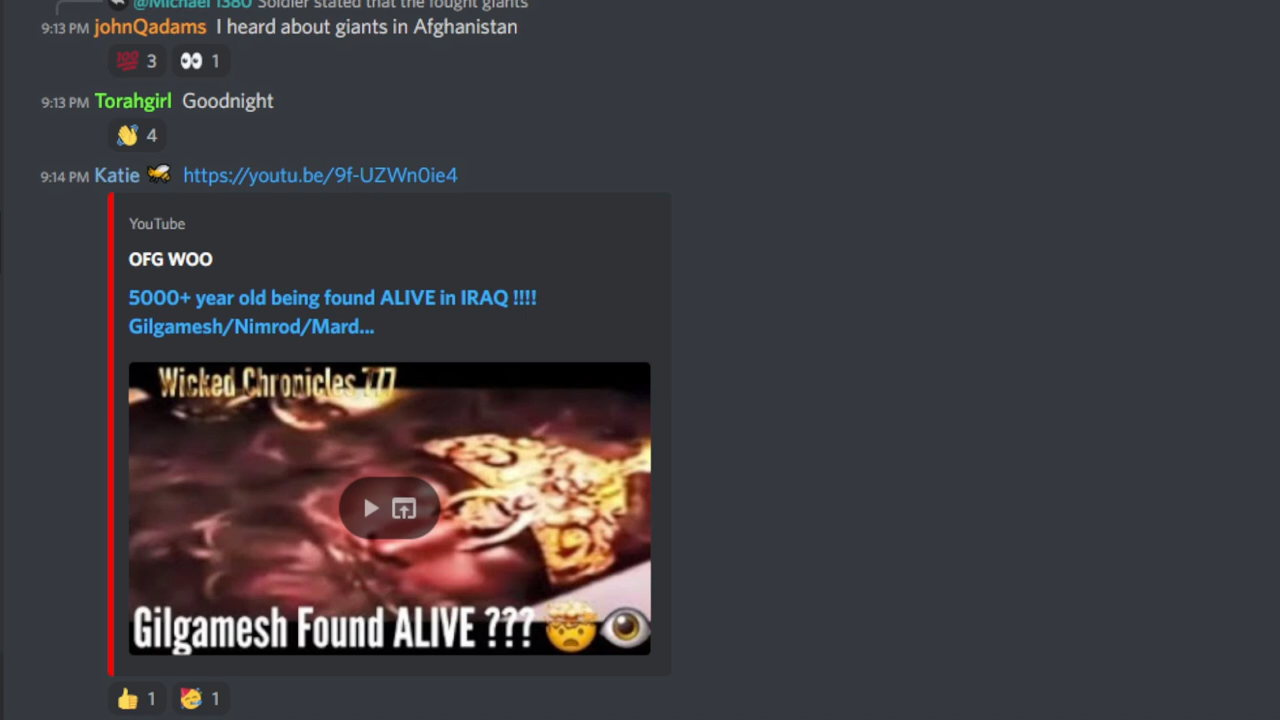 @Michael 1380 Soldier stated that the fought giants
9:13 PM johnQadams I heard about giants in Afghanistan
💯 3 👀 1
9:13 PM Torahgirl Goodnight
👋 4
9:14 PM Katie 🐝 https://youtu.be/9f-UZWn0ie4
YouTube
OFG WOO
5000+ year old being found ALIVE in IRAQ !!!!
Gilgamesh/Nimrod/Mard...
Wicked Chronicles 777
Gilgamesh Found ALIVE ??? 🤯👁
👍 1 🥳 1